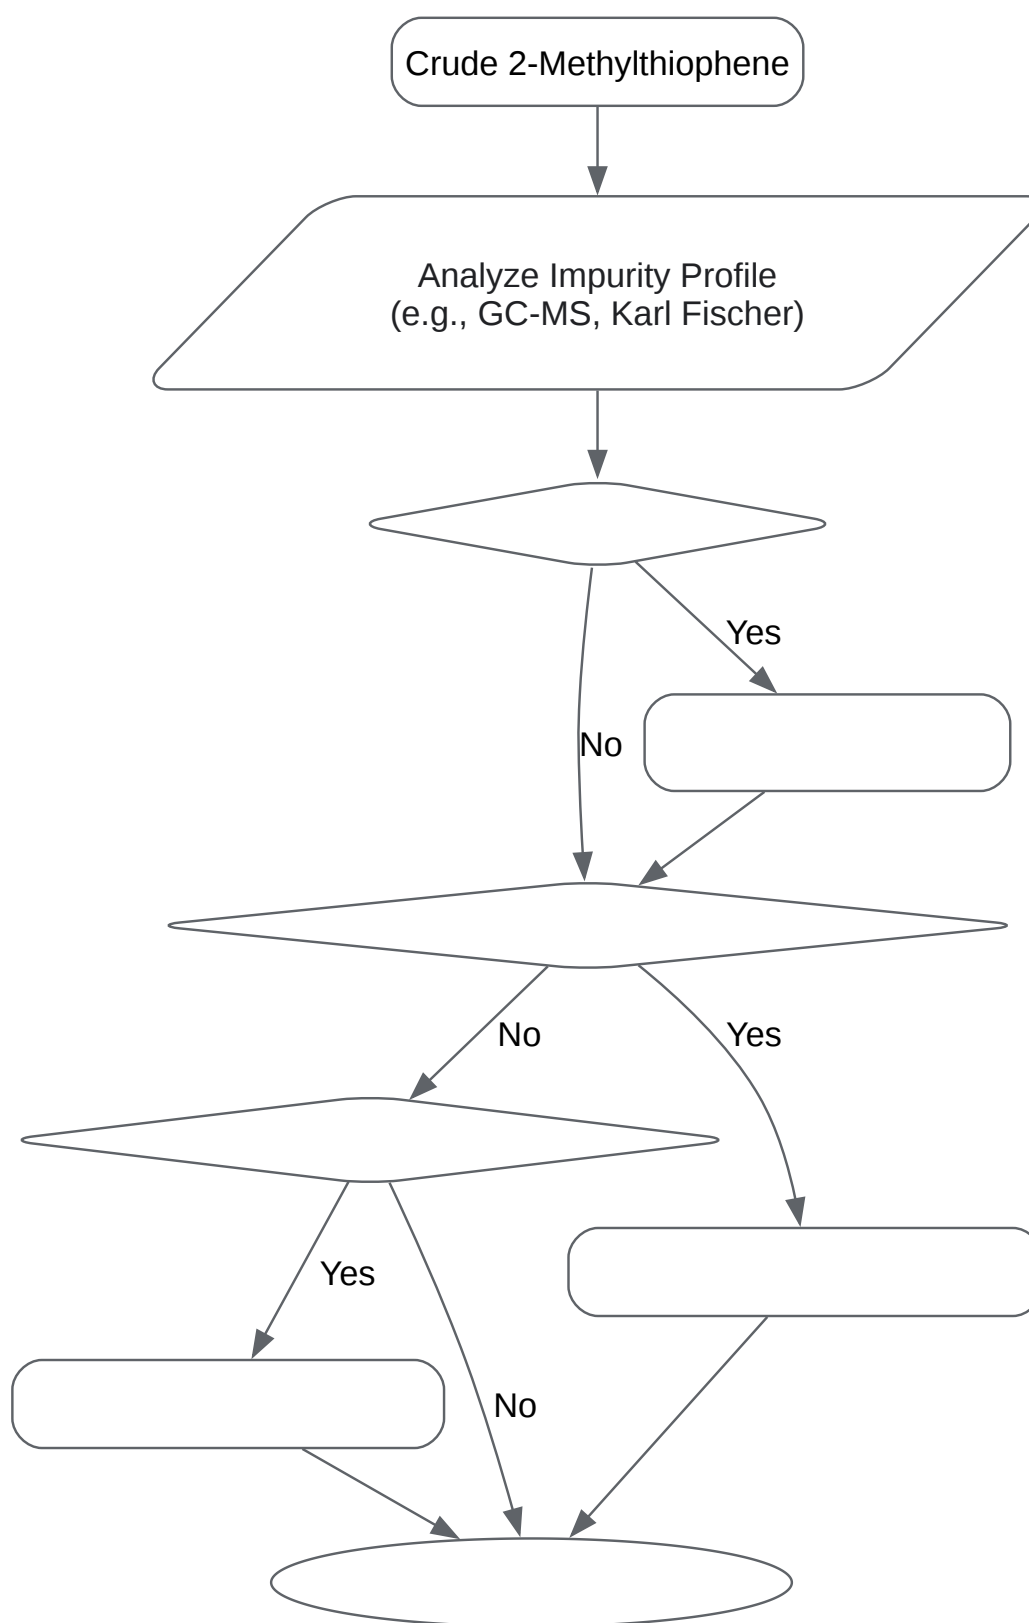 Crude 2-Methylthiophene
Analyze Impurity Profile
(e.g., GC-MS, Karl Fischer)
Yes
No
No
Yes
Yes
No